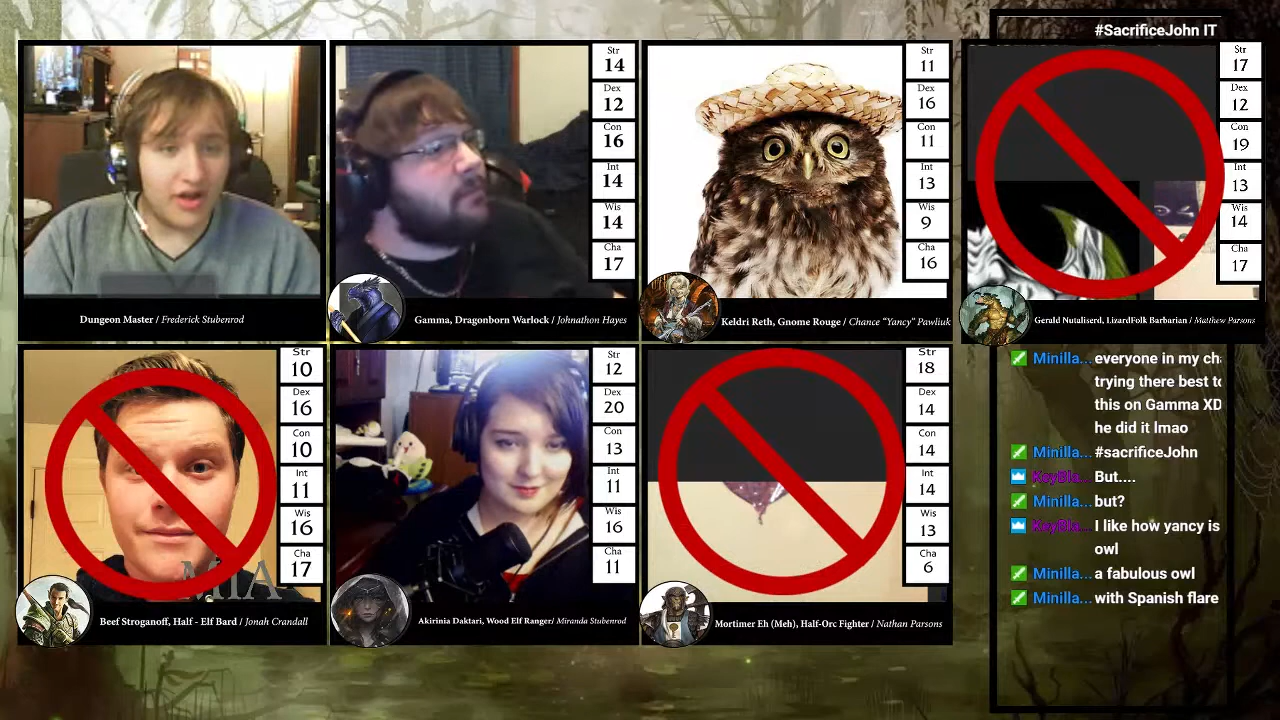 #SacrificeJohn IT
Str
14
Dex
12
Con
16
Int
14
Wis
14
Cha
17
Str
11
Dex
16
Con
11
Int
13
Wis
9
Cha
16
Str
17
Dex
12
Con
19
Int
13
Wis
14
Cha
17
Dungeon Master / Frederick Stubenrod
Gamma, Dragonborn Warlock / Johnathon Hayes
Keldri Reth, Gnome Rouge / Chance "Yancy" Pawliuk
Gerald Nutaliserd, LizardFolk Barbarian / Matthew Parsons
Str
10
Dex
16
Con
10
Int
11
Wis
16
Cha
17
MIA
Str
12
Dex
20
Con
13
Int
11
Wis
16
Cha
11
Str
18
Dex
14
Con
14
Int
14
Wis
13
Cha
6
Beef Stroganoff, Half - Elf Bard / Jonah Crandall
Akirinia Daktari, Wood Elf Ranger/ Miranda Stubenrod
Mortimer Eh (Meh), Half-Orc Fighter / Nathan Parsons
Minilla... everyone in my cha
trying there best to
this on Gamma XD
he did it lmao
Minilla... #sacrificeJohn
KeyBla... But....
Minilla... but?
KeyBla... I like how yancy is
owl
Minilla... a fabulous owl
Minilla... with Spanish flare